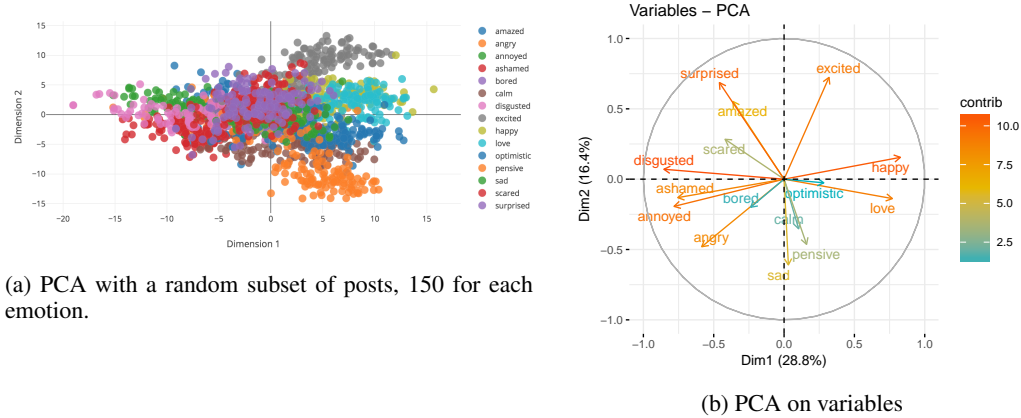 15
10
5
0
−5
−10
−15
−20
−15
−10
−5
0
5
10
15
Dimension 2
Dimension 1
amazed
angry
annoyed
ashamed
bored
calm
disgusted
excited
happy
love
optimistic
pensive
sad
scared
surprised
(a) PCA with a random subset of posts, 150 for each
emotion.
Variables − PCA
1.0
0.5
0.0
−0.5
−1.0
Dim2 (16.4%)
surprised
excited
amazed
scared
disgusted
happy
ashamed
bored
optimistic
annoyed
love
calm
angry
pensive
sad
−1.0
−0.5
0.0
0.5
1.0
Dim1 (28.8%)
contrib
10.0
7.5
5.0
2.5
(b) PCA on variables